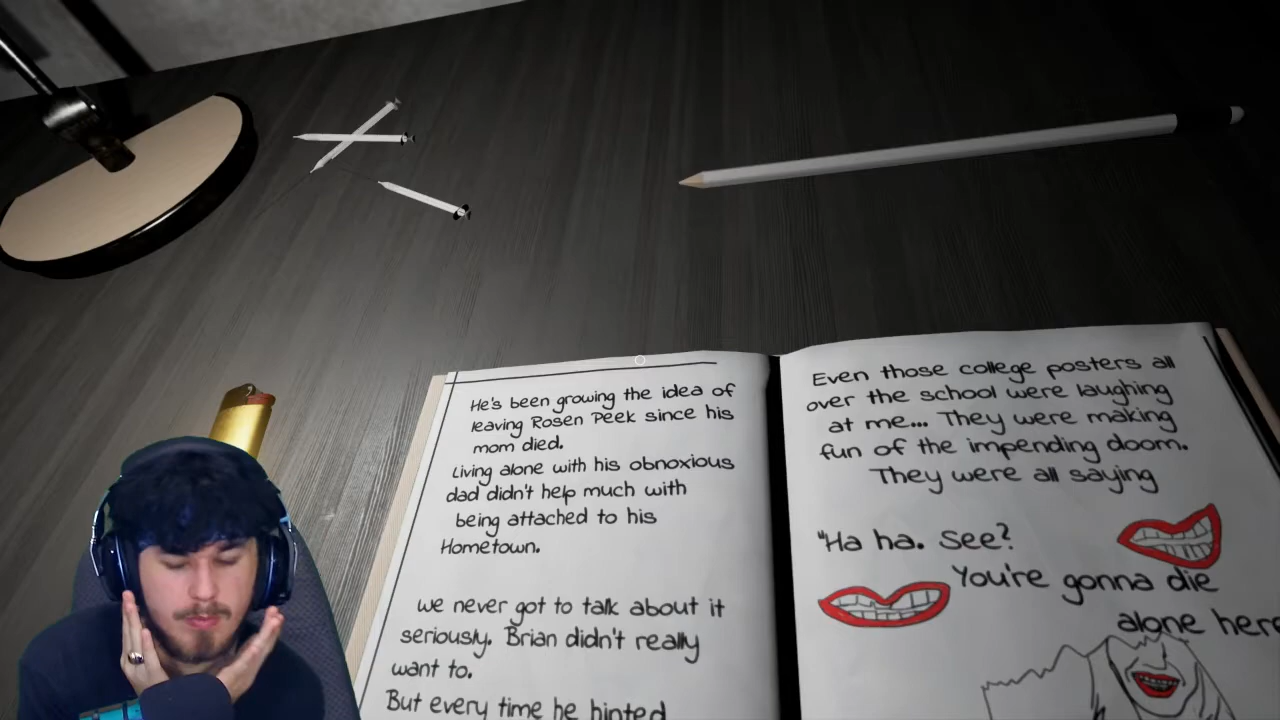 He's been growing the idea of
leaving Rosen Peek since his
mom died.
Living alone with his obnoxious
dad didn't help much with
being attached to his
Hometown.
we never got to talk about it
seriously. Brian didn't really
want to.
But every time he hinted
Even those college posters all
over the school were laughing
at me... They were making
fun of the impending doom.
They were all saying
"Ha ha. See?
You're gonna die
alone here